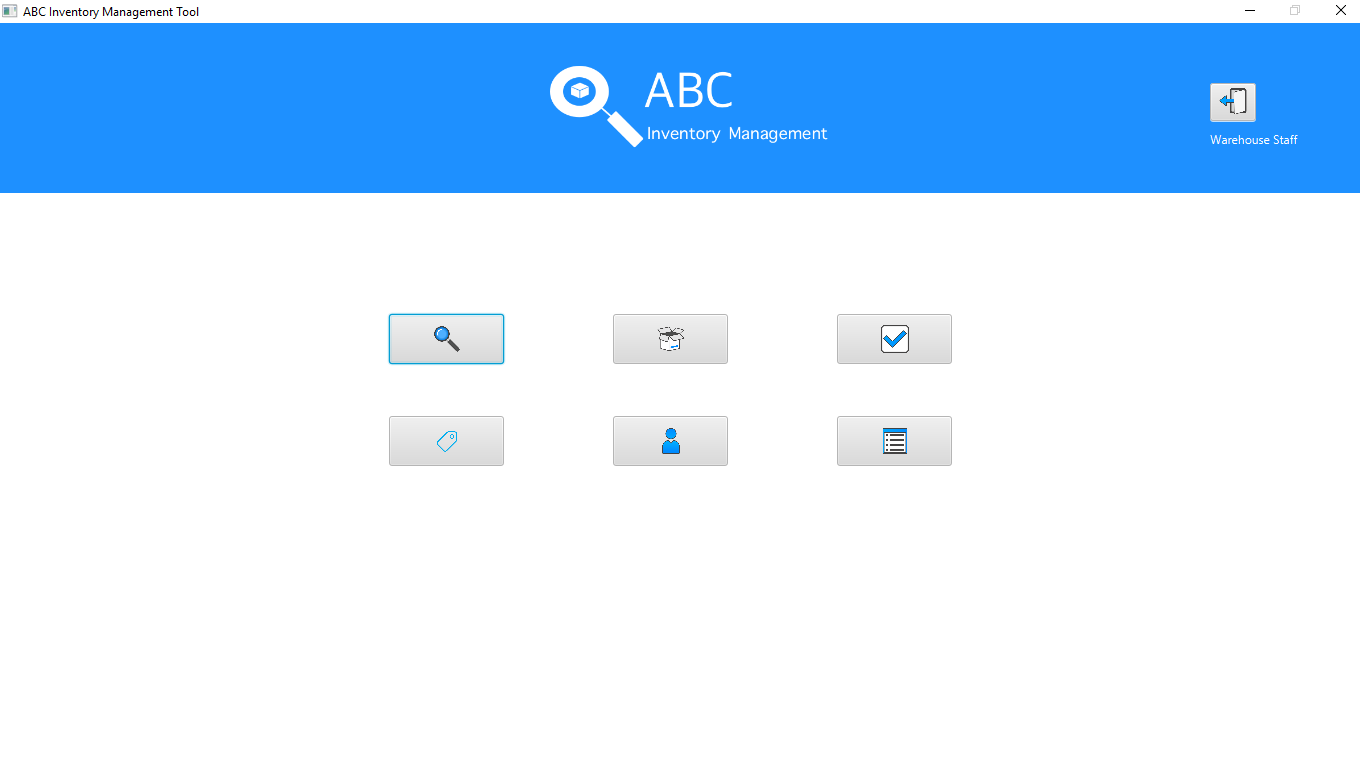 ABC Inventory Management Tool
ABC
Inventory Management
Warehouse Staff